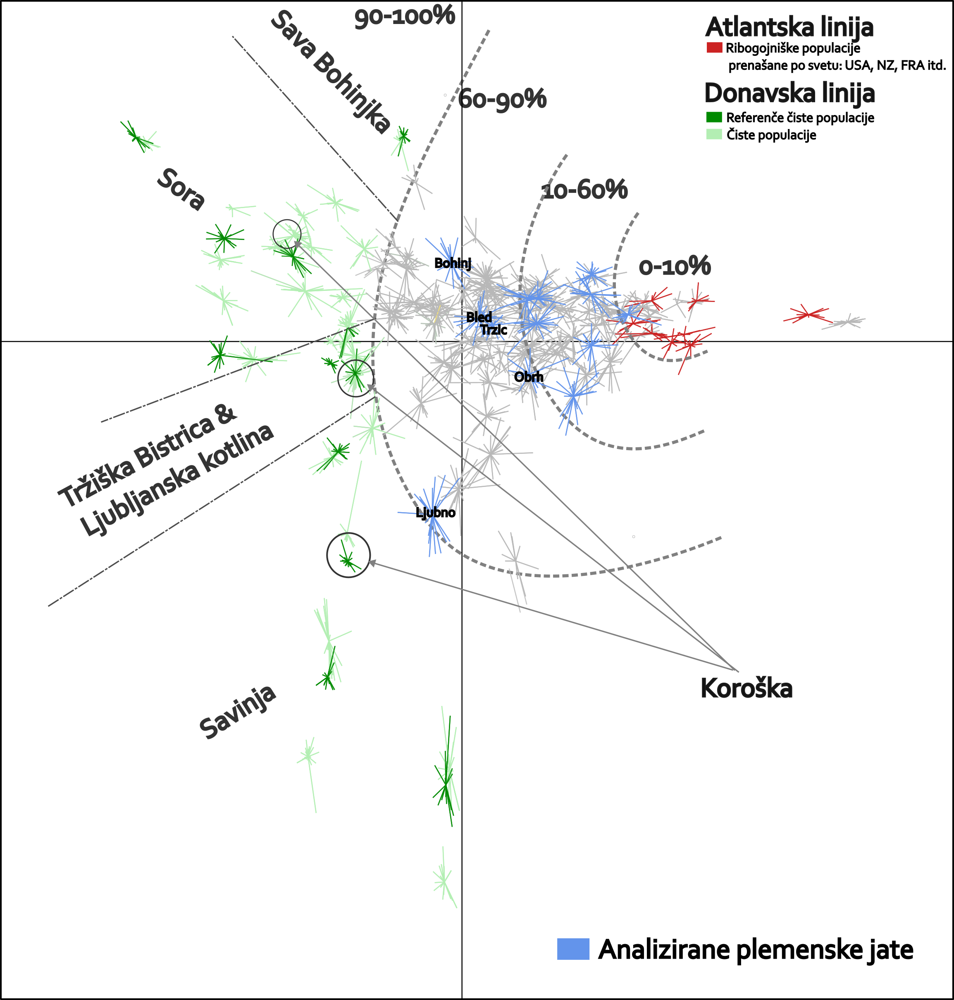 90-100%
Sava Bohinjka
Atlantska linija
Ribogojniške populacije
prenašane po svetu: USA, NZ, FRA itd.
60-90%
Donavska linija
Referenče čiste populacije
Čiste populacije
Sora
10-60%
0-10%
Bohinj
Bled
Trzic
Obrh
Tržiška Bistrica &
Ljubljanska kotlina
Ljubno
Koroška
Savinja
Analizirane plemenske jate